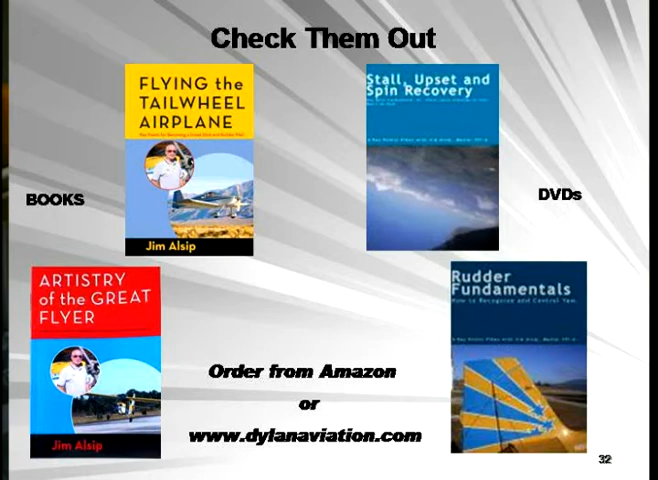 Check Them Out
FLYING the
TAILWHEEL
AIRPLANE
Jim Alsip
Stall, Upset and
Spin Recovery
BOOKS
DVDs
ARTISTRY
of the GREAT
FLYER
Jim Alsip
Rudder
Fundamentals
How to Recognize and Control Yaw
Order from Amazon
or
www.dylanaviation.com
32